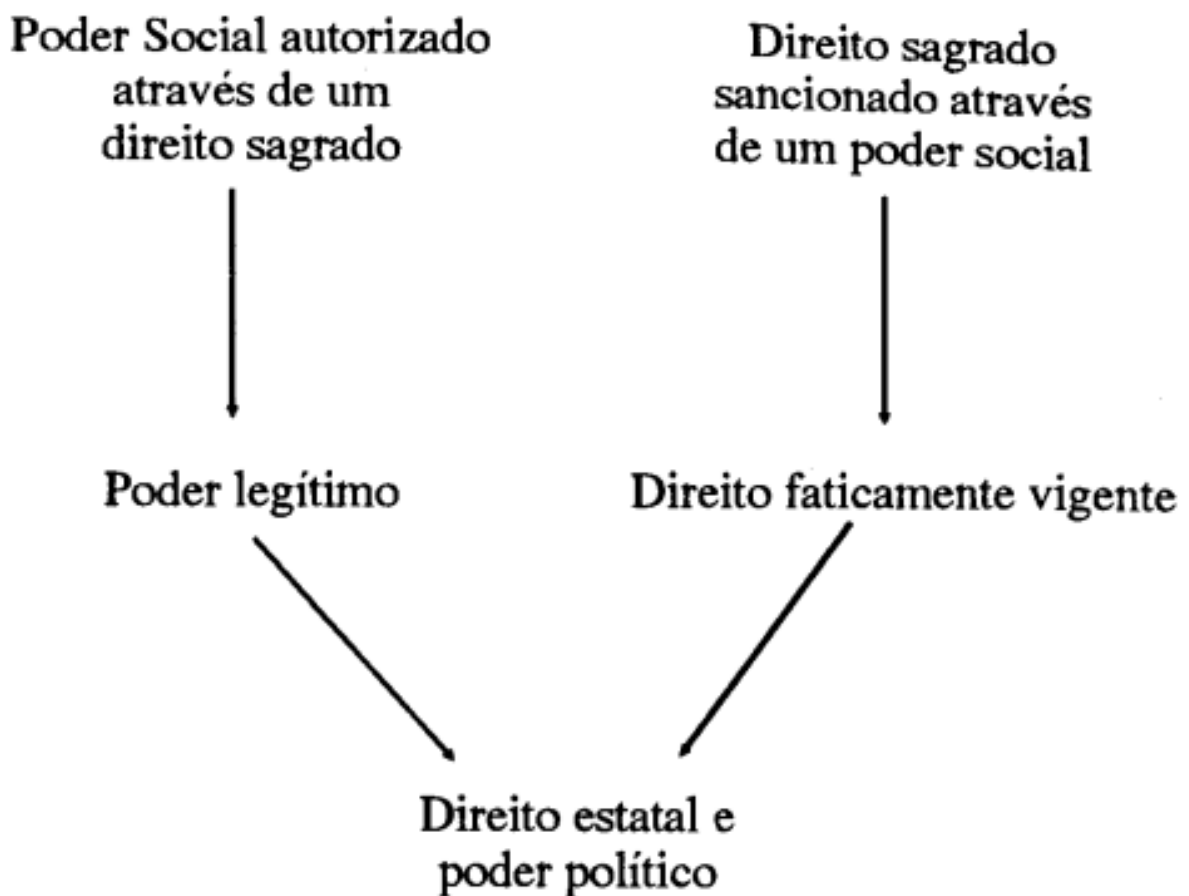 Poder Social autorizado
através de um
direito sagrado
Direito sagrado
sancionado através
de um poder social
Poder legítimo
Direito faticamente vigente
Direito estatal e
poder político